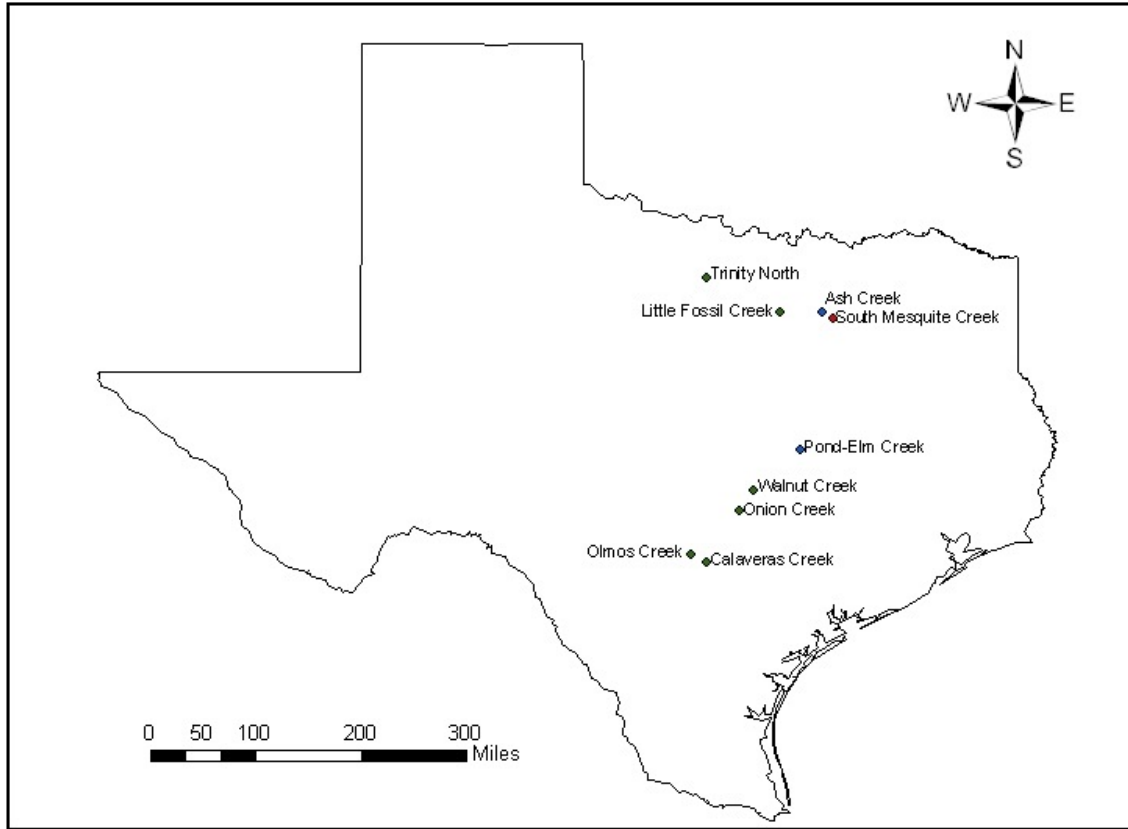 N
W E
S
Trinity North
Ash Creek
Little Fossil Creek
South Mesquite Creek
Pond-Elm Creek
Walnut Creek
Onion Creek
Olmos Creek
Calaveras Creek
0 50 100 200 300
Miles